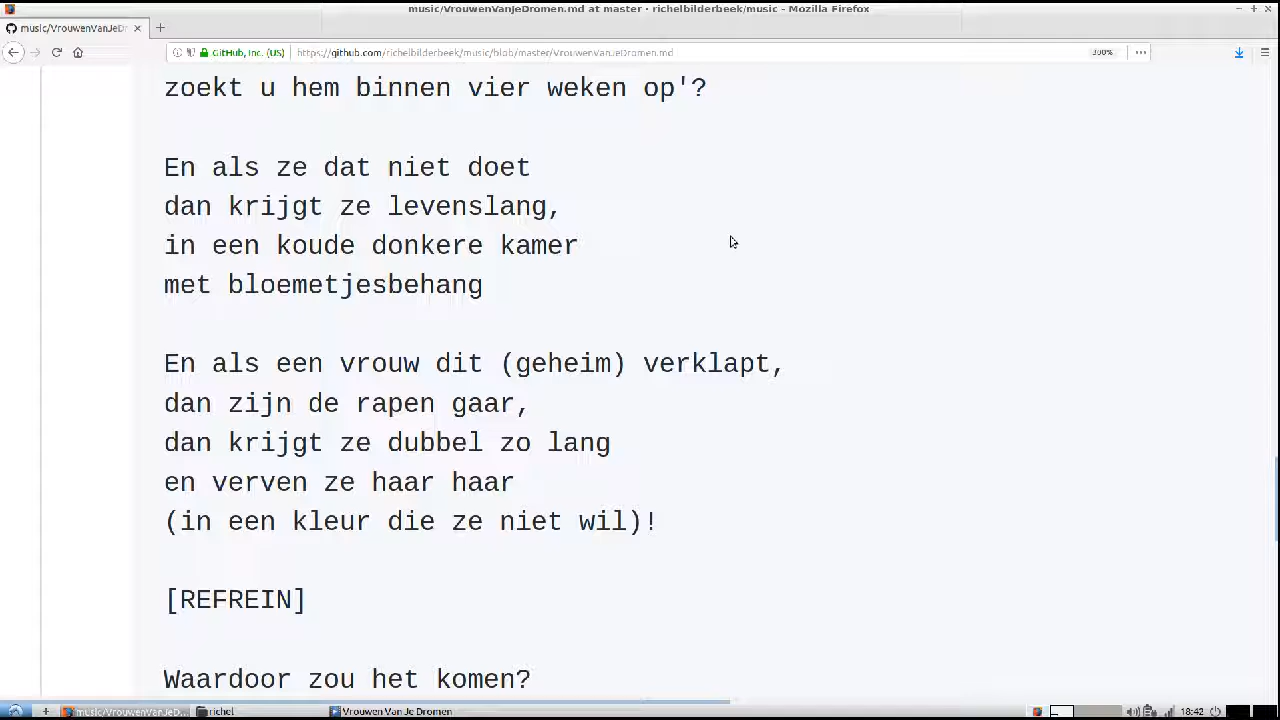 music/VrouwenVanJeDromen.md at master · richelbilderbeek/music - Mozilla Firefox
music/VrouwenVanJeDr
GitHub, Inc. (US)
https://github.com/richelbilderbeek/music/blob/master/VrouwenVanJeDromen.md
300%
zoekt u hem binnen vier weken op'?
En als ze dat niet doet
dan krijgt ze levenslang,
in een koude donkere kamer
met bloemetjesbehang
En als een vrouw dit (geheim) verklapt,
dan zijn de rapen gaar,
dan krijgt ze dubbel zo lang
en verven ze haar haar
(in een kleur die ze niet wil)!
[REFREIN]
Waardoor zou het komen?
music/VrouwenVanJeD...
richel
Vrouwen Van Je Dromen
18:42